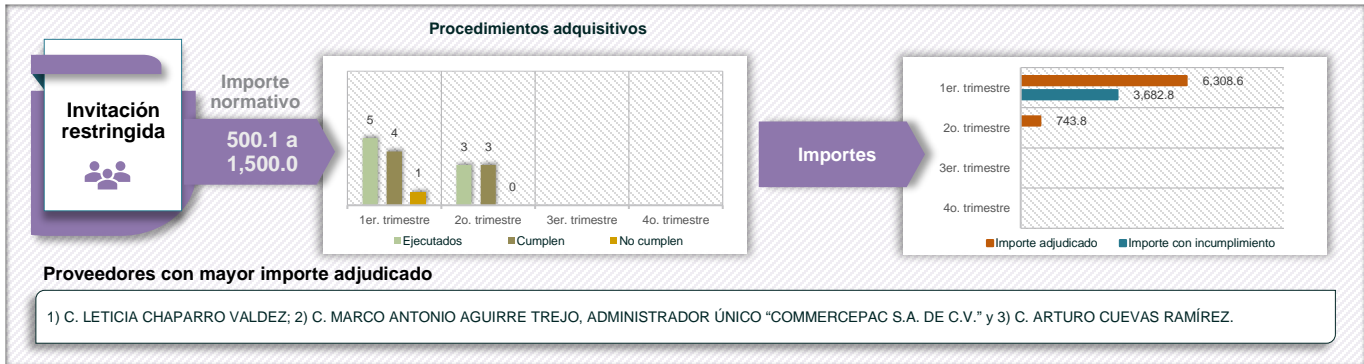 Procedimientos adquisitivos
Invitación
restringida
Importe
normativo
500.1 a
1,500.0
5
4
1
3
3
0
1er. trimestre
2o. trimestre
3er. trimestre
4o. trimestre
Ejecutados
Cumplen
No cumplen
Importes
1er. trimestre
6,308.6
3,682.8
2o. trimestre
743.8
3er. trimestre
4o. trimestre
Importe adjudicado
Importe con incumplimiento
Proveedores con mayor importe adjudicado
1) C. LETICIA CHAPARRO VALDEZ; 2) C. MARCO ANTONIO AGUIRRE TREJO, ADMINISTRADOR ÚNICO “COMMERCEPAC S.A. DE C.V.” y 3) C. ARTURO CUEVAS RAMÍREZ.